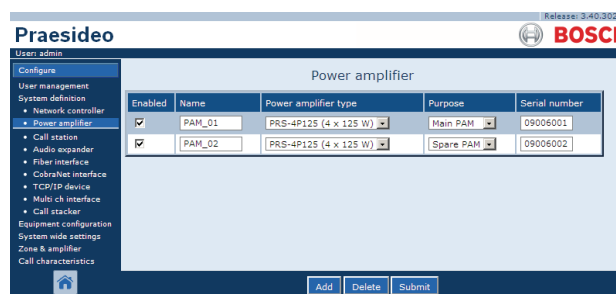 Release: 3.40.302
Praesideo
BOSCH
User: admin
Configure
User management
System definition
• Network controller
• Power amplifier
• Call station
• Audio expander
• Fiber interface
• CobraNet interface
• TCP/IP device
• Multi ch interface
• Call stacker
Equipment configuration
System wide settings
Zone & amplifier
Call characteristics
Power amplifier
Enabled Name Power amplifier type Purpose Serial number
PAM_01 PRS-4P125 (4 x 125 W) Main PAM 09006001
PAM_02 PRS-4P125 (4 x 125 W) Spare PAM 09006002
Add Delete Submit